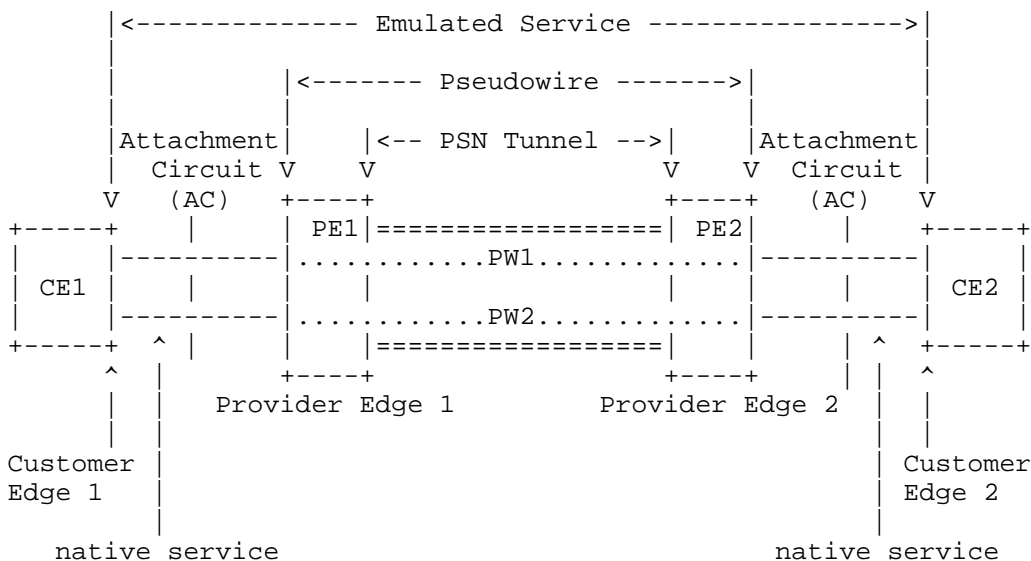 |<-------------- Emulated Service ---------------->|
|                                                  |
|          |<------- Pseudowire ------->|          |
|          |                            |          |
|Attachment|    |<-- PSN Tunnel -->|    |Attachment|
|  Circuit V    V                  V    V  Circuit |
V   (AC)   +----+                  +----+   (AC)   V
+-----+    |     | PE1|==================| PE2|     |    +-----+
|     |----------|............PW1.............|----------|     |
| CE1 |    |     |    |                  |    |     |    | CE2 |
|     |----------|............PW2.............|----------|     |
+-----+  ^ |     |    |==================|    |     | ^  +-----+
^  |       +----+                  +----+     | |  ^
|  |   Provider Edge 1         Provider Edge 2  |  |
|  |                                            |  |
Customer |                                            | Customer
Edge 1   |                                            | Edge 2
|                                            |
native service                               native service